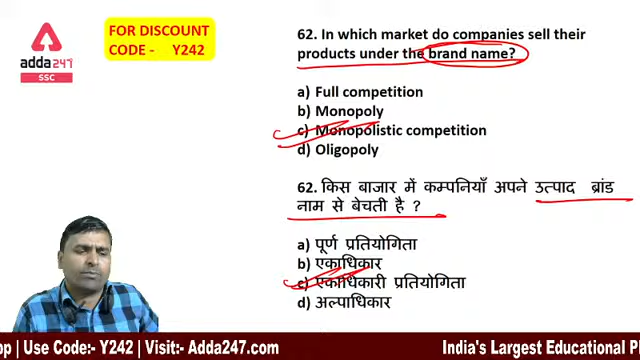 adda247
SSC
FOR DISCOUNT
CODE - Y242
62. In which market do companies sell their
products under the brand name?
a) Full competition
b) Monopoly
c) Monopolistic competition
d) Oligopoly
62. किस बाजार में कम्पनियाँ अपने उत्पाद ब्रांड
नाम से बेचती है ?
a) पूर्ण प्रतियोगिता
b) एकाधिकार
c) एकाधिकारी प्रतियोगिता
d) अल्पाधिकार
pp | Use Code:- Y242 | Visit:- Adda247.com
India's Largest Educational Pl